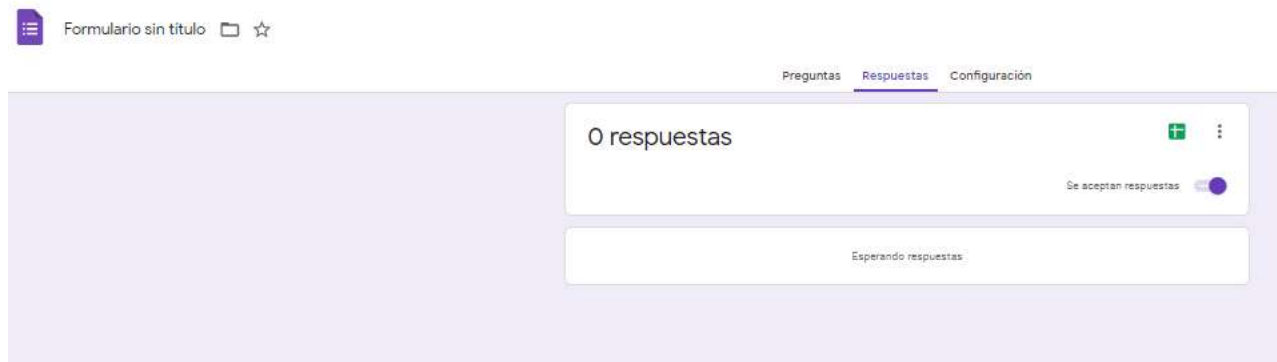 Formulario sin título
Preguntas Respuestas Configuración
0 respuestas
Se aceptan respuestas
Esperando respuestas